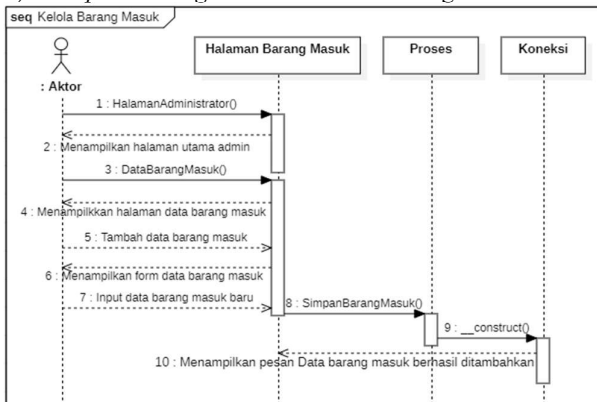 seq Kelola Barang Masuk
Halaman Barang Masuk
Proses
Koneksi
: Aktor
1 : HalamanAdministrator()
2 : Menampilkan halaman utama admin
3 : DataBarangMasuk()
4 : Menampilkkan halaman data barang masuk
5 : Tambah data barang masuk
6 : Menampilkan form data barang masuk
7 : Input data barang masuk baru
8 : SimpanBarangMasuk()
9 : __construct()
10 : Menampilkan pesan Data barang masuk berhasil ditambahkan